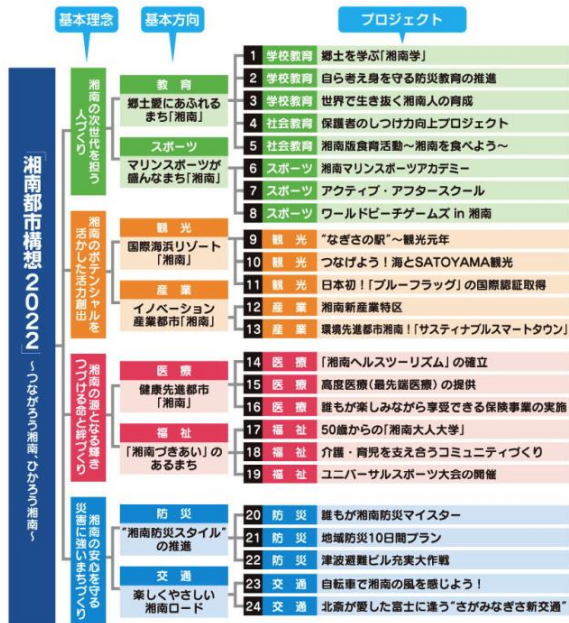 基本理念
基本方向
プロジェクト
「湘南都市構想2022」
～つながろう湘南、ひかろう湘南～
湘南の次世代を担う
人づくり
教育
郷土愛にあふれる
まち「湘南」
1 学校教育 郷土を学ぶ「湘南学」
2 学校教育 自ら考え身を守る防災教育の推進
3 学校教育 世界で生き抜く湘南人の育成
4 社会教育 保護者のしつけ力向上プロジェクト
5 社会教育 湘南版食育活動～湘南を食べよう～
スポーツ
マリンスポーツが
盛んなまち「湘南」
6 スポーツ 湘南マリンスポーツアカデミー
7 スポーツ アクティブ・アフタースクール
8 スポーツ ワールドビーチゲームズ in 湘南
湘南のポテンシャルを
活かした活力創出
観光
国際海浜リゾート
「湘南」
9 観光 “なぎさの駅”～観光元年
10 観光 つなげよう！海とSATOYAMA観光
11 観光 日本初！「ブルーフラッグ」の国際認証取得
産業
イノベーション
産業都市「湘南」
12 産業 湘南新産業特区
13 産業 環境先進都市湘南！「サスティナブルスマートタウン」
湘南の源となる輝き
つづける命と絆づくり
医療
健康先進都市
「湘南」
14 医療 「湘南ヘルスツーリズム」の確立
15 医療 高度医療（最先端医療）の提供
16 医療 誰もが楽しみながら享受できる保険事業の実施
福祉
「湘南づきあい」の
あるまち
17 福祉 50歳からの「湘南大人大学」
18 福祉 介護・育児を支え合うコミュニティづくり
19 福祉 ユニバーサルスポーツ大会の開催
湘南の安心を守る
災害に強いまちづくり
防災
“湘南防災スタイル”
の推進
20 防災 誰もが湘南防災マイスター
21 防災 地域防災10日間プラン
22 防災 津波避難ビル充実大作戦
交通
楽しくやさしい
湘南ロード
23 交通 自転車で湘南の風を感じよう！
24 交通 北斎が愛した富士に逢う“さがみなぎさ新交通”